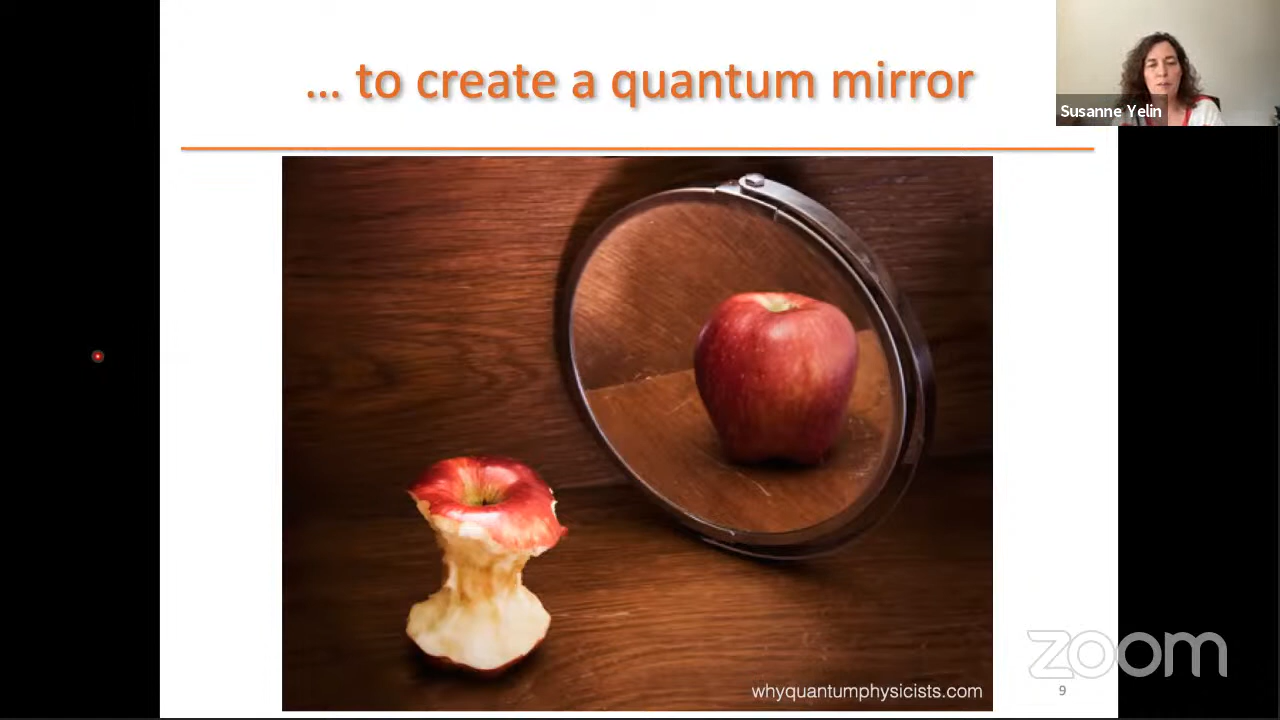 ... to create a quantum mirror
Susanne Yelin
whyquantumphysicists.com
zoom
9